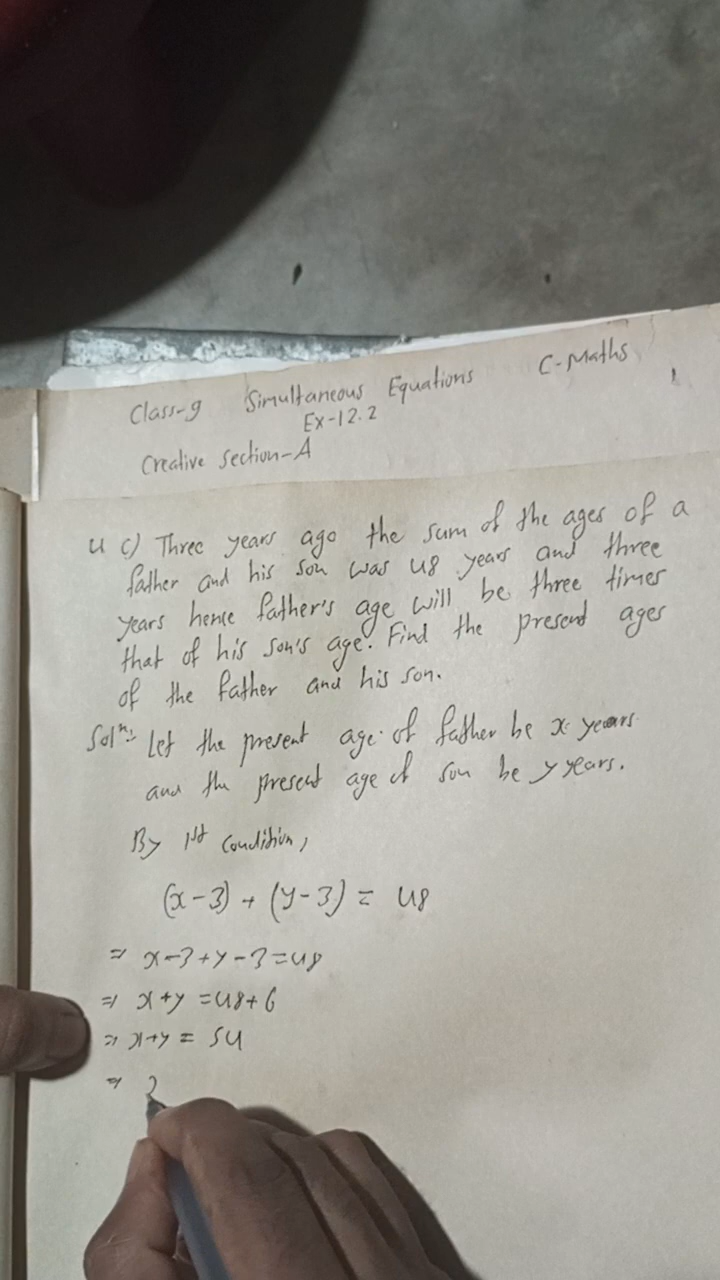 Class-9 Simultaneous Equations C-Maths
Ex-12.2
Creative section-A
4 c) Three years ago the sum of the ages of a
father and his son was 48 years and three
years hense father's age will be three times
that of his son's age. Find the present ages
of the father and his son.
Solⁿ:- Let the present age of father be x years
and the present age of son be y years.
By 1st condition,
(x-3) + (y-3) = 48
⇒ x-3+y-3=48
⇒ x+y = 48+6
⇒ x+y = 54
⇒